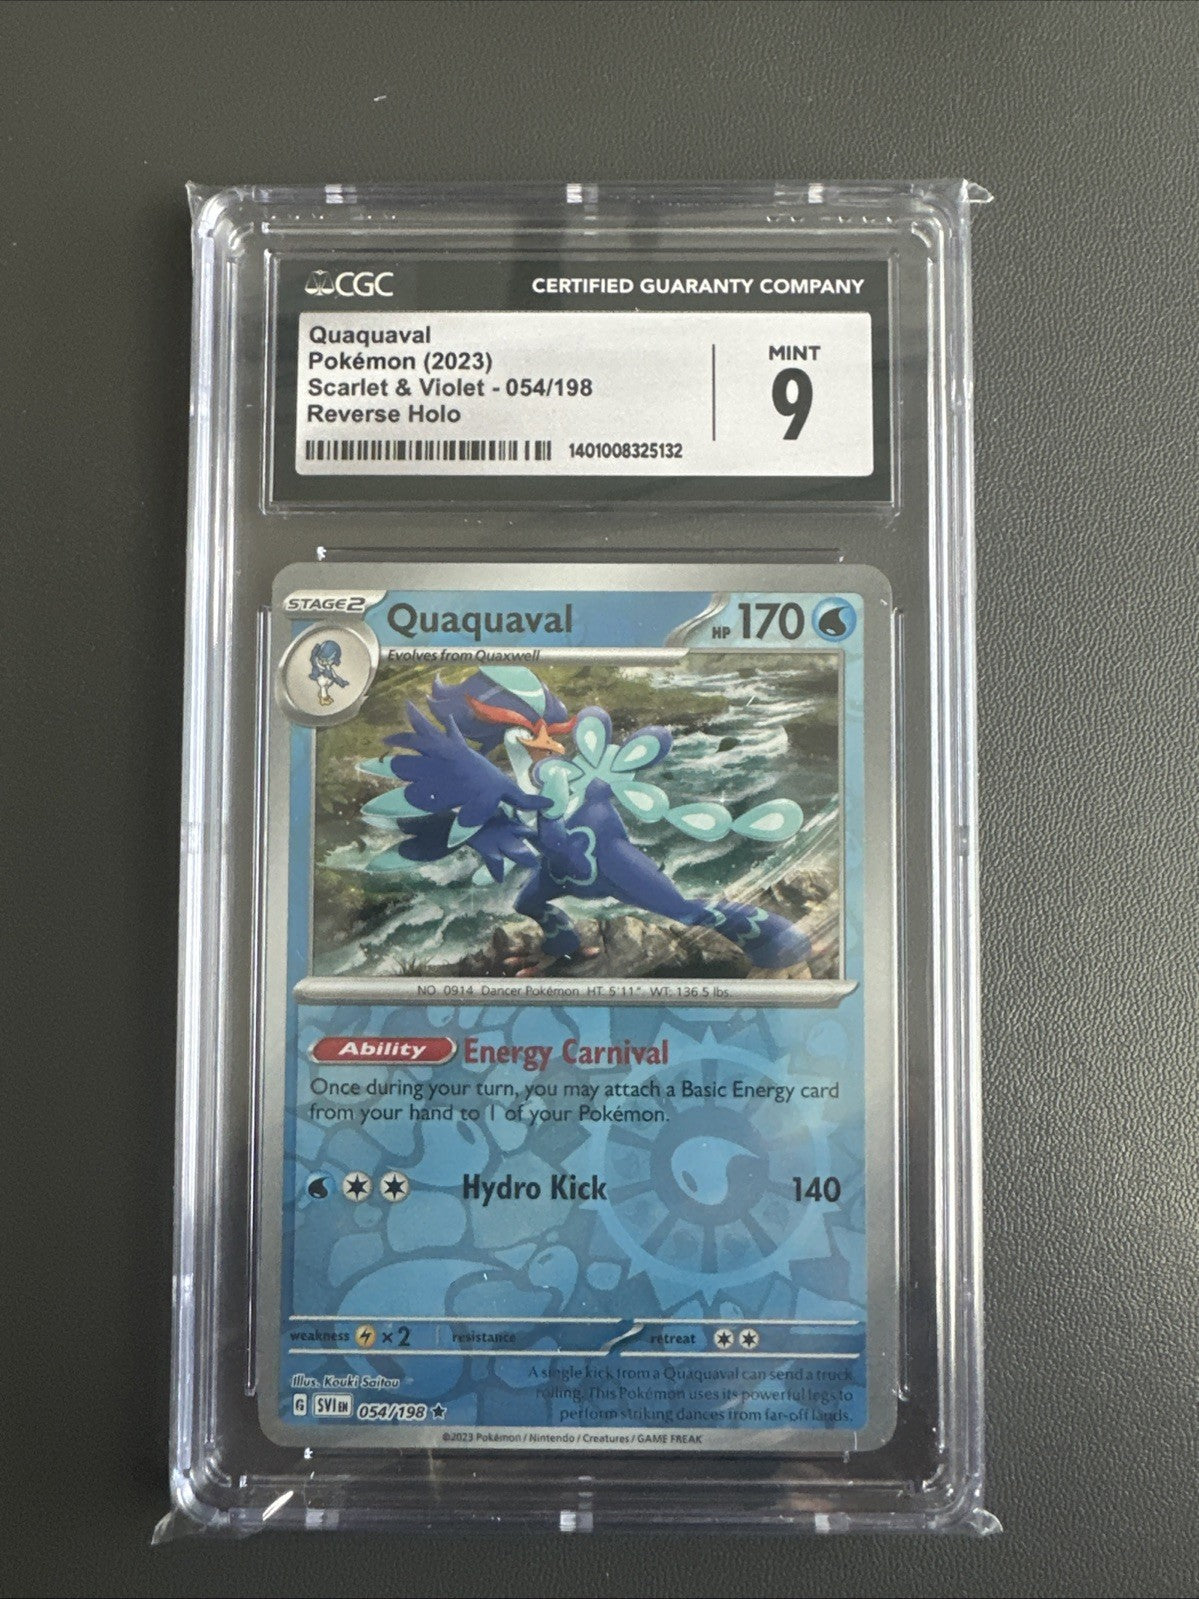 CGC
CERTIFIED GUARANTY COMPANY
Quaquaval
Pokémon (2023)
Scarlet & Violet - 054/198
Reverse Holo
1401008325132
MINT
9
STAGE2
Quaquaval
HP 170
Evolves from Quaxwell
NO. 0914 Dancer Pokémon HT: 5'11" WT: 136.5 lbs.
Ability Energy Carnival
Once during your turn, you may attach a Basic Energy card
from your hand to 1 of your Pokémon.
Hydro Kick 140
weakness ×2 resistance retreat
A single kick from a Quaquaval can send a truck
rolling. This Pokémon uses its powerful legs to
perform striking dances from far-off lands.
Illus. Kouki Saitou
G SVI EN 054/198
©2023 Pokémon / Nintendo / Creatures / GAME FREAK